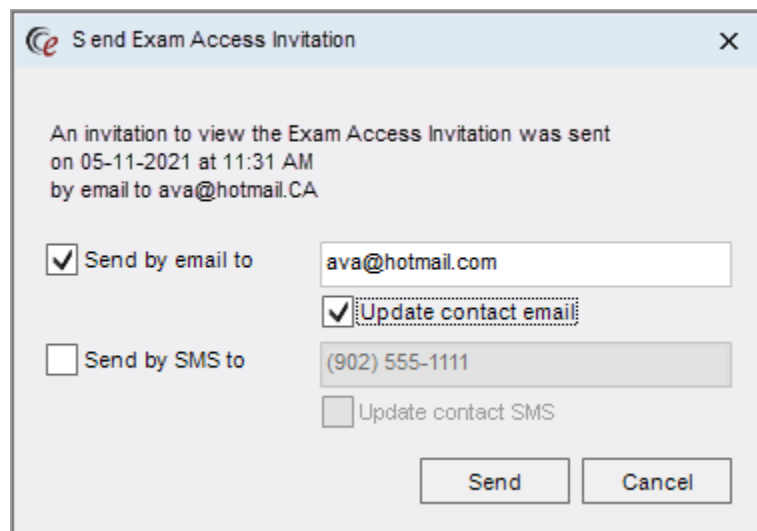 Send Exam Access Invitation
An invitation to view the Exam Access Invitation was sent
on 05-11-2021 at 11:31 AM
by email to ava@hotmail.CA
Send by email to
ava@hotmail.com
Update contact email
Send by SMS to
(902) 555-1111
Update contact SMS
Send
Cancel